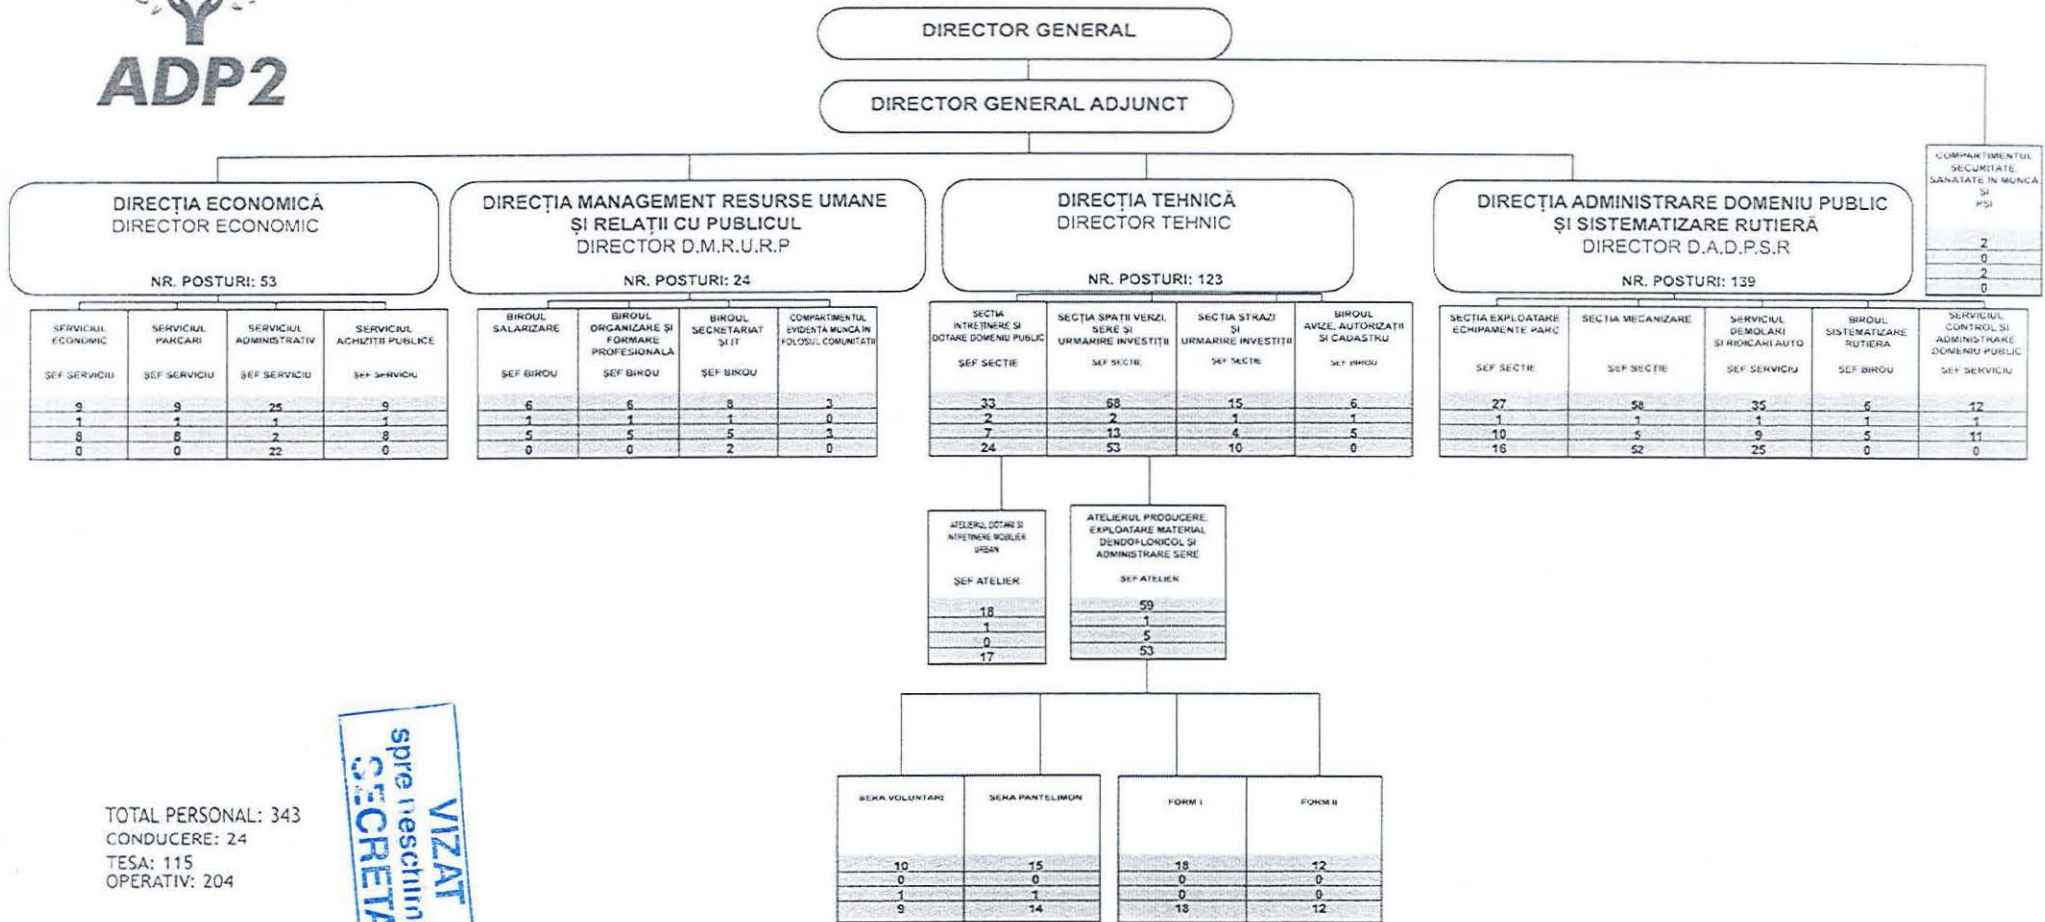 ADP2
DIRECTOR GENERAL
DIRECTOR GENERAL ADJUNCT
COMPARTIMENTUL
SECURITATE,
SANATATE IN MUNCA
SI
PSI
2
0
2
0
DIRECȚIA ECONOMICĂ
DIRECTOR ECONOMIC
NR. POSTURI: 53
DIRECȚIA MANAGEMENT RESURSE UMANE
ȘI RELAȚII CU PUBLICUL
DIRECTOR D.M.R.U.R.P
NR. POSTURI: 24
DIRECȚIA TEHNICĂ
DIRECTOR TEHNIC
NR. POSTURI: 123
DIRECȚIA ADMINISTRARE DOMENIU PUBLIC
ȘI SISTEMATIZARE RUTIERĂ
DIRECTOR D.A.D.P.S.R
NR. POSTURI: 139
SERVICIUL
ECONOMIC
ȘEF SERVICIU
9
1
8
0
SERVICIUL
PARCARI
ȘEF SERVICIU
9
1
8
0
SERVICIUL
ADMINISTRATIV
ȘEF SERVICIU
25
1
2
22
SERVICIUL
ACHIZIȚII PUBLICE
ȘEF SERVICIU
9
1
8
0
BIROUL
SALARIZARE
ȘEF BIROU
6
1
5
0
BIROUL
ORGANIZARE ȘI
FORMARE
PROFESIONALĂ
ȘEF BIROU
6
1
5
0
BIROUL
SECRETARIAT
ȘI IT
ȘEF BIROU
8
1
5
2
COMPARTIMENTUL
EVIDENȚA MUNCA IN
FOLOSUL COMUNITATII
3
0
3
0
SECTIA
INTREȚINERE SI
DOTARE DOMENIU PUBLIC
SEF SECTIE
33
2
7
24
SECȚIA SPATII VERZI,
SERE ȘI
URMARIRE INVESTIȚII
SEF SECTIE
68
2
13
53
SECTIA STRAZI
ȘI
URMARIRE INVESTIȚII
SEF SECTIE
15
1
4
10
BIROUL
AVIZE, AUTORIZAȚII
SI CADASTRU
SEF BIROU
6
1
5
0
SECTIA EXPLOATARE
ECHIPAMENTE PARC
SEF SECTIE
27
1
10
16
SECTIA MECANIZARE
SEF SECTIE
58
1
5
52
SERVICIUL
DEMOLARI
SI RIDICARI AUTO
SEF SERVICIU
35
1
9
25
BIROUL
SISTEMATIZARE
RUTIERA
SEF BIROU
6
1
5
0
SERVICIUL
CONTROL SI
ADMINISTRARE
DOMENIU PUBLIC
SEF SERVICIU
12
1
11
0
ATELIERUL DOTARI SI
INTRETINERE MOBILIER
URBAN
ȘEF ATELIER
18
1
0
17
ATELIERUL PRODUCERE,
EXPLOATARE MATERIAL
DENDOFLORICOL ȘI
ADMINISTRARE SERE
SEF ATELIER
59
1
5
53
SERA VOLUNTARI
10
0
1
9
SERA PANTELIMON
15
0
1
14
FORM I
18
0
0
18
FORM II
12
0
0
12
TOTAL PERSONAL: 343
CONDUCERE: 24
TESA: 115
OPERATIV: 204
VIZAT
spre neschim
SECRETA